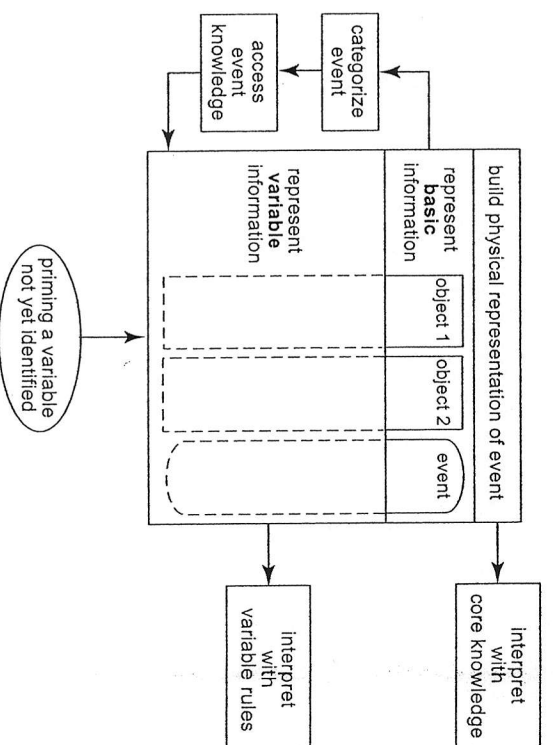 build physical representation of event
represent
basic
information
object 1
object 2
event
represent
variable
information
categorize
event
access
event
knowledge
interpret
with
core knowledge
interpret
with
variable rules
priming a variable
not yet identified